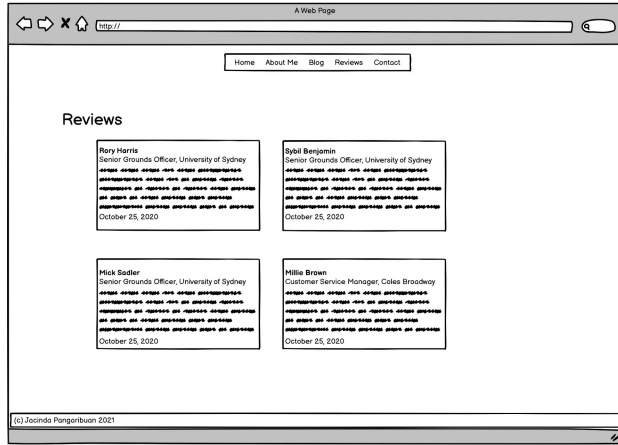 A Web Page
http://
Home About Me Blog Reviews Contact
Reviews
Rory Harris
Senior Grounds Officer, University of Sydney
October 25, 2020
Sybil Benjamin
Senior Grounds Officer, University of Sydney
October 25, 2020
Mick Sadler
Senior Grounds Officer, University of Sydney
October 25, 2020
Millie Brown
Customer Service Manager, Coles Broadway
October 25, 2020
(c) Jacinda Pangaribuan 2021